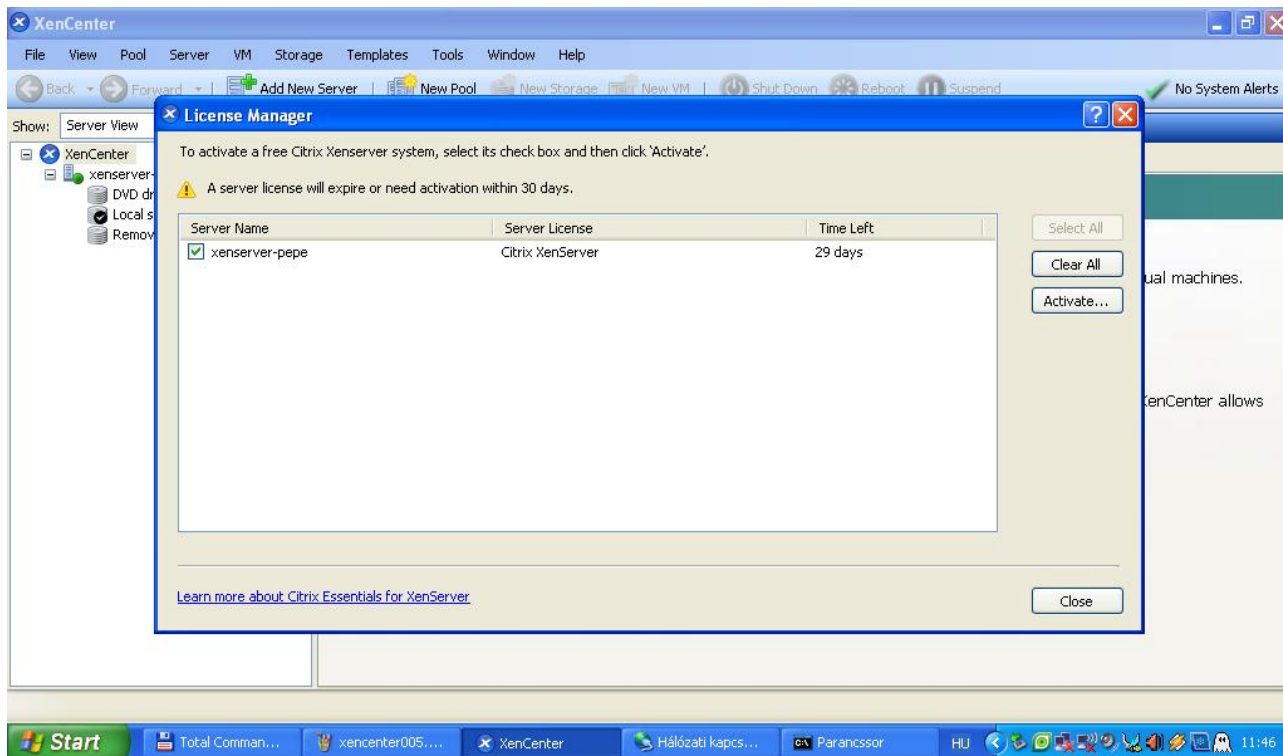 XenCenter
File View Pool Server VM Storage Templates Tools Window Help
Back Forward Add New Server New Pool New Storage New VM Shut Down Reboot Suspend No System Alerts
Show: Server View
XenCenter
xenserver-
DVD dr
Local s
Remov
License Manager
To activate a free Citrix Xenserver system, select its check box and then click 'Activate'.
A server license will expire or need activation within 30 days.
Server Name Server License Time Left
xenserver-pepe Citrix XenServer 29 days
Select All
Clear All
Activate...
Learn more about Citrix Essentials for XenServer
Close
ual machines.
XenCenter allows
Start Total Comman... xencenter005.... XenCenter Hálózati kapcs... Parancssor HU 11:46